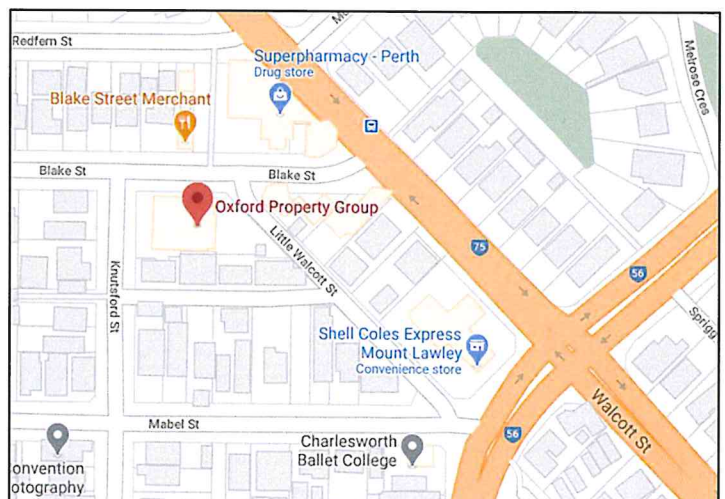 Redfern St
Superpharmacy - Perth
Drug store
Blake Street Merchant
Melrose Cres
Blake St
Blake St
Oxford Property Group
Little Walcott St
Knutsford St
75
56
Shell Coles Express
Mount Lawley
Convenience store
Walcott St
Mabel St
56
Charlesworth
Ballet College
onvention
otography